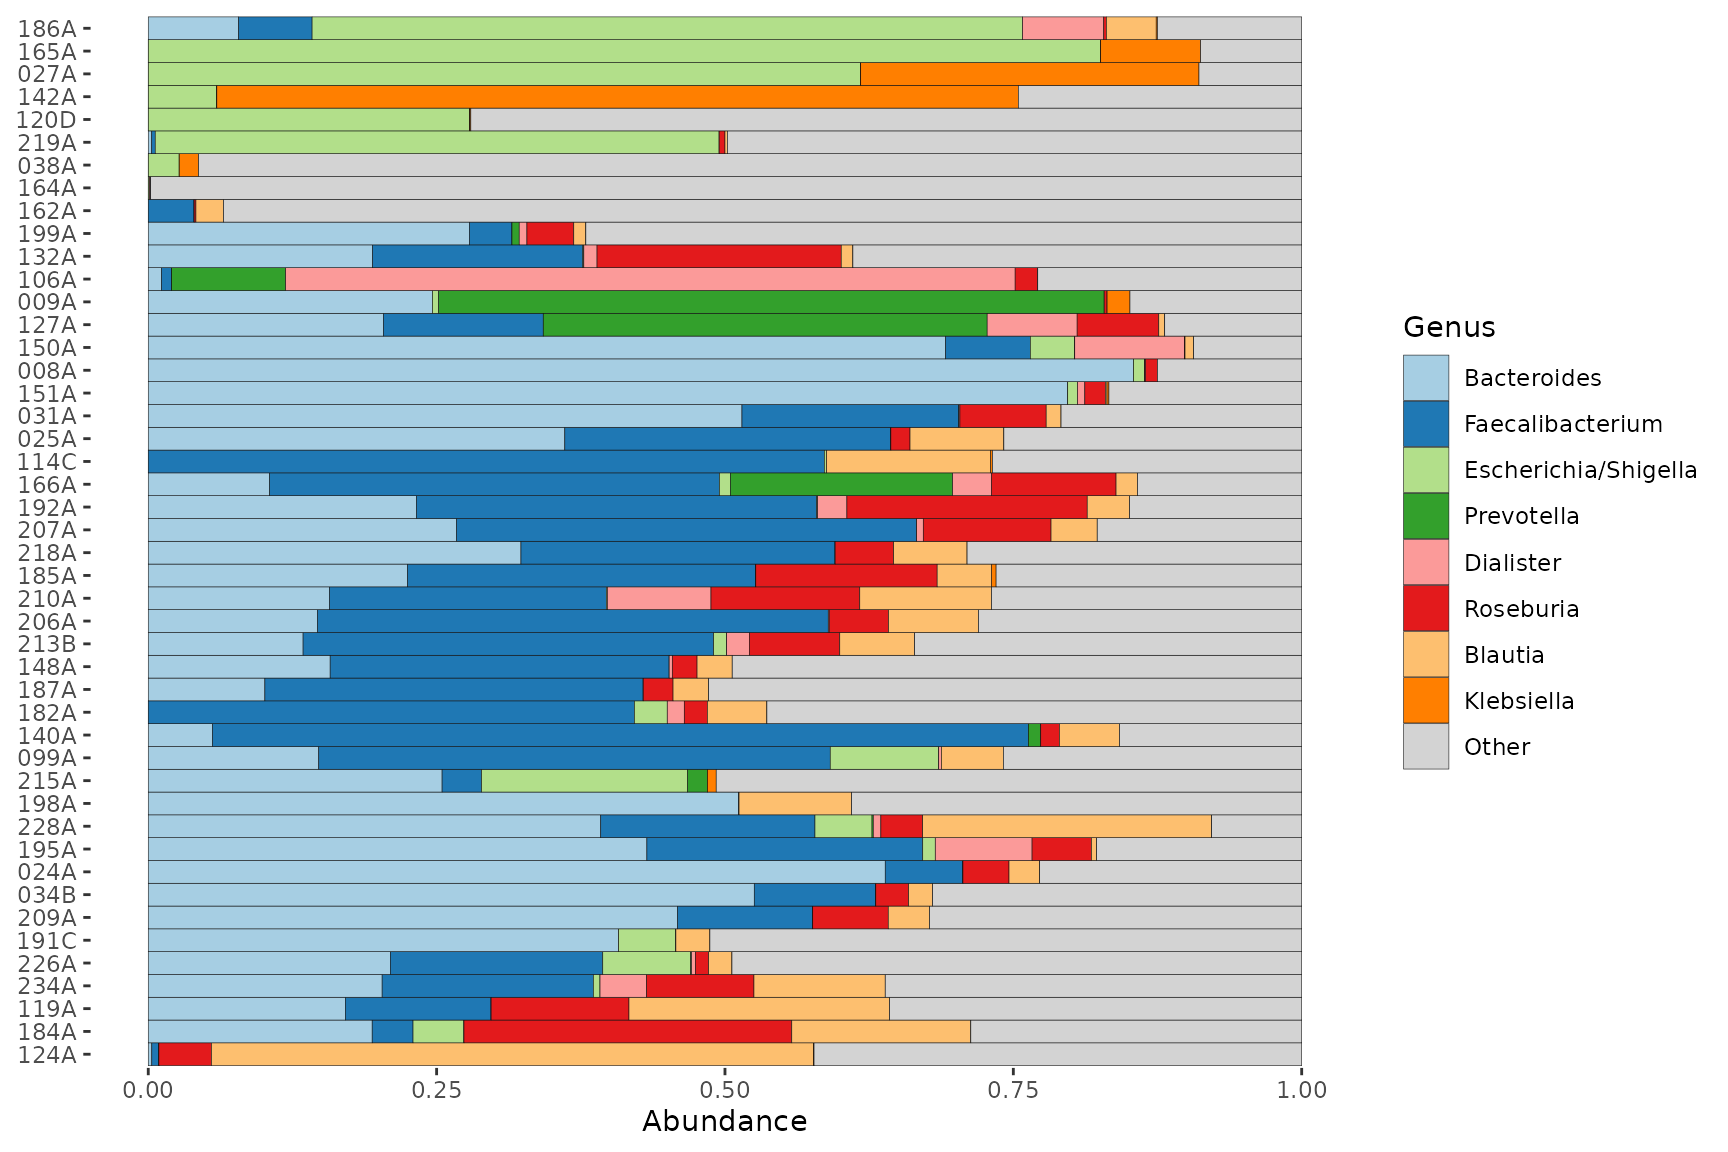 186A
165A
027A
142A
120D
219A
038A
164A
162A
199A
132A
106A
009A
127A
150A
008A
151A
031A
025A
114C
166A
192A
207A
218A
185A
210A
206A
213B
148A
187A
182A
140A
099A
215A
198A
228A
195A
024A
034B
209A
191C
226A
234A
119A
184A
124A
0.00 0.25 0.50 0.75 1.00
Abundance
Genus
Bacteroides
Faecalibacterium
Escherichia/Shigella
Prevotella
Dialister
Roseburia
Blautia
Klebsiella
Other